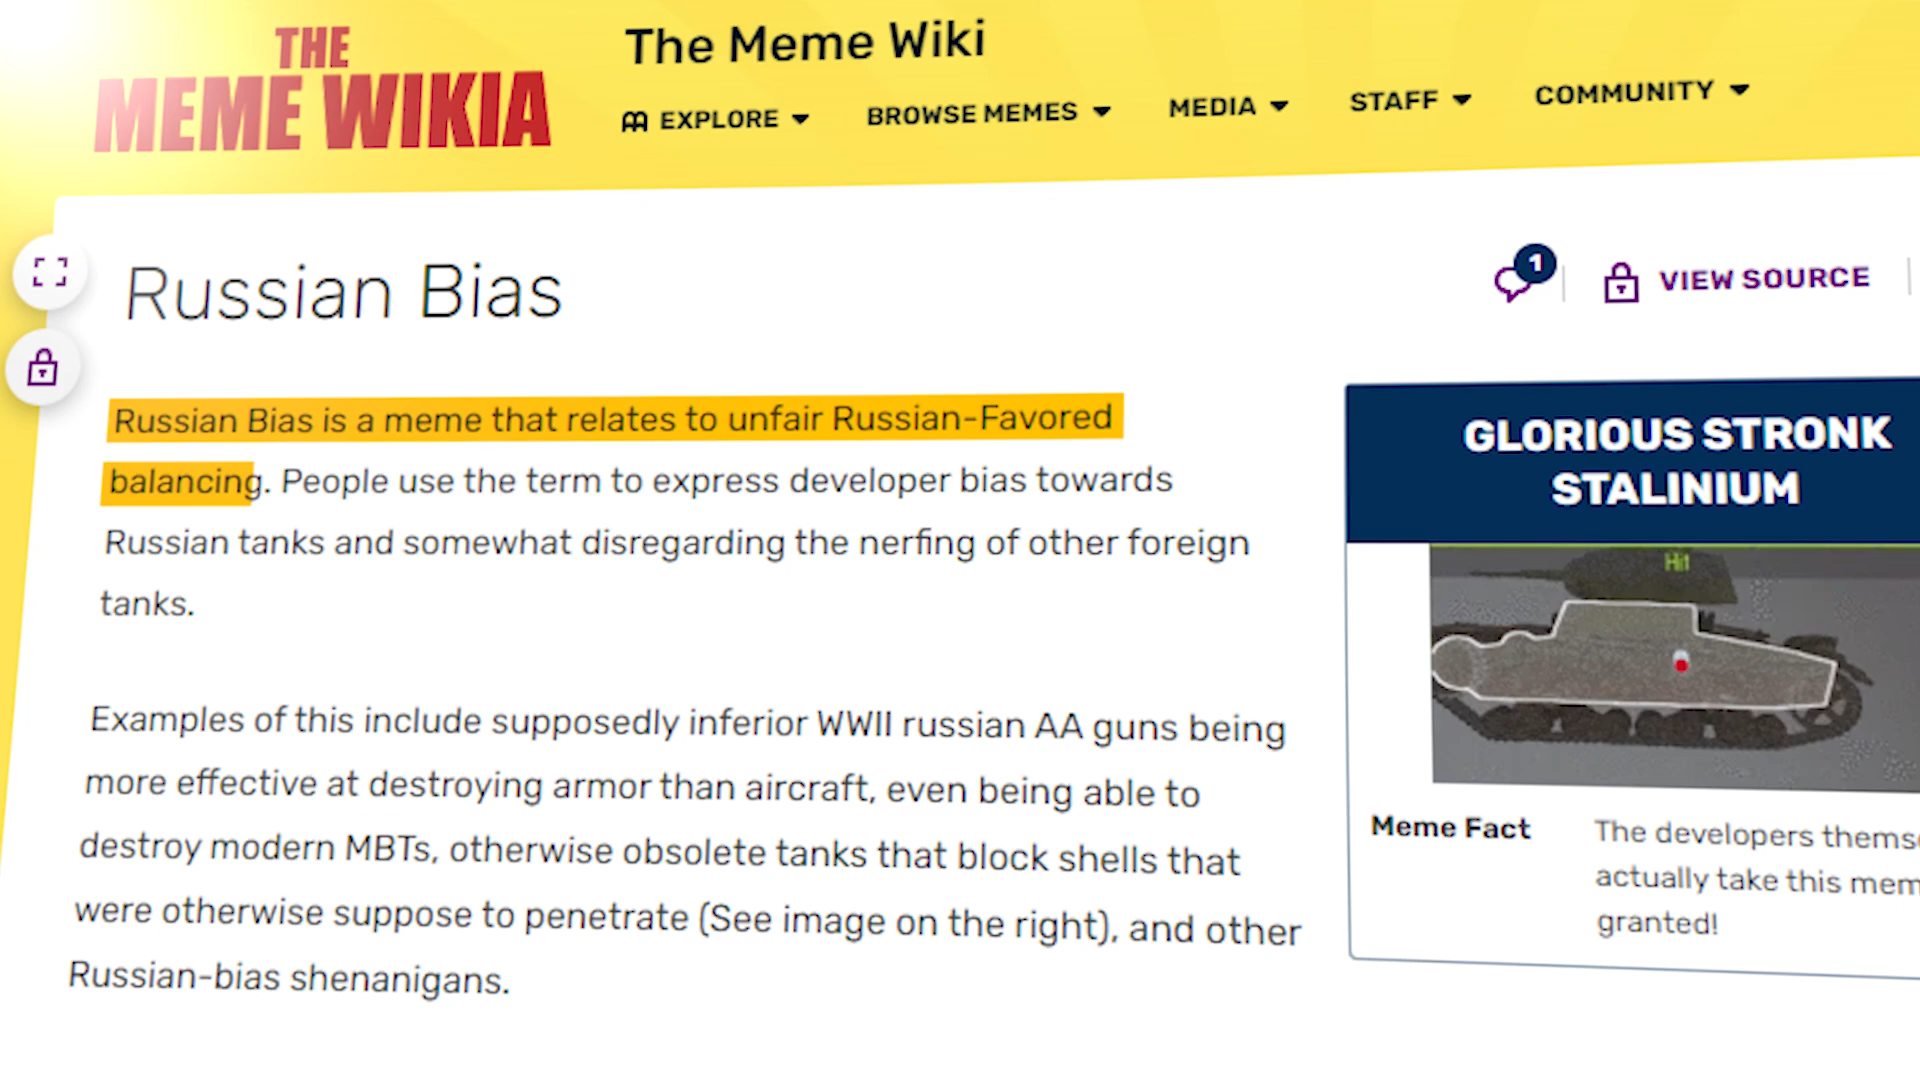 THE
MEME WIKIA
The Meme Wiki
EXPLORE
BROWSE MEMES
MEDIA
STAFF
COMMUNITY
Russian Bias
1
VIEW SOURCE
Russian Bias is a meme that relates to unfair Russian-Favored
balancing. People use the term to express developer bias towards
Russian tanks and somewhat disregarding the nerfing of other foreign
tanks.
Examples of this include supposedly inferior WWII russian AA guns being
more effective at destroying armor than aircraft, even being able to
destroy modern MBTs, otherwise obsolete tanks that block shells that
were otherwise suppose to penetrate (See image on the right), and other
Russian-bias shenanigans.
GLORIOUS STRONK
STALINIUM
Hit
Meme Fact
The developers
actually take this
granted!